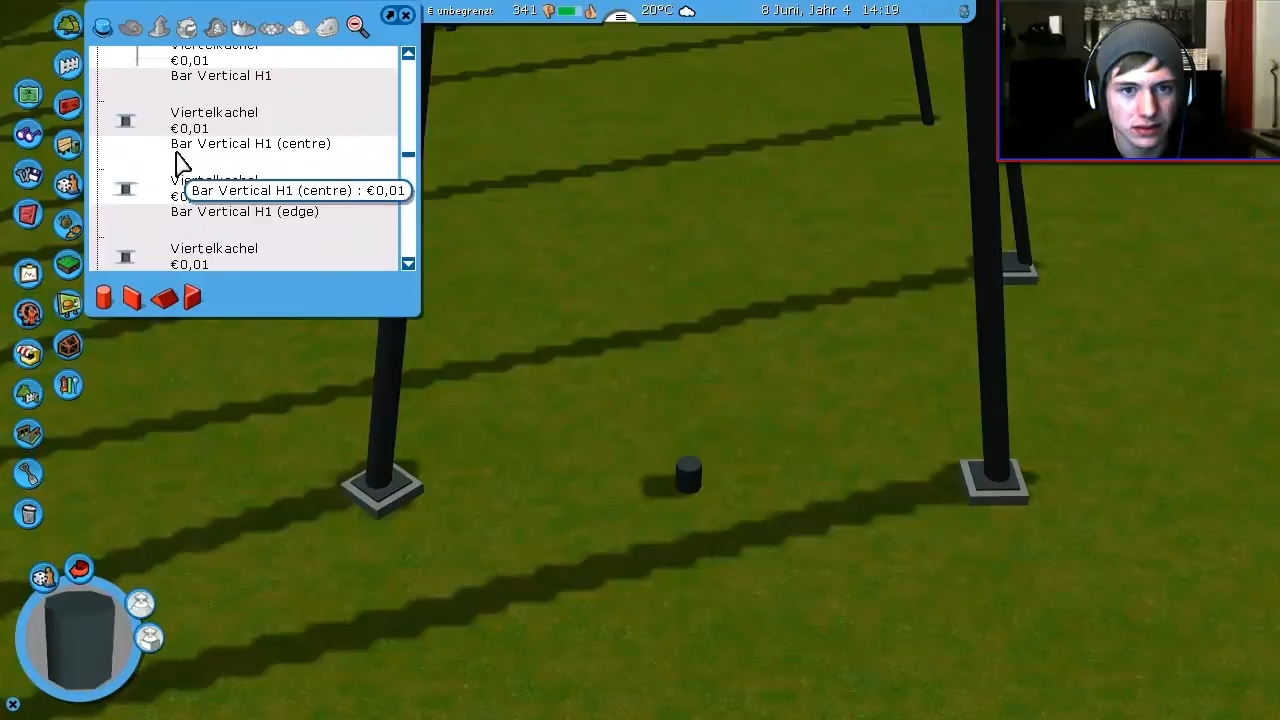 € unbegrenzt 341 20°C 8 Juni, Jahr 4 14:19
Viertelkachel
€0,01
Bar Vertical H1
Viertelkachel
€0,01
Bar Vertical H1 (centre)
Viertelkachel
Bar Vertical H1 (centre) : €0,01
Bar Vertical H1 (edge)
Viertelkachel
€0,01